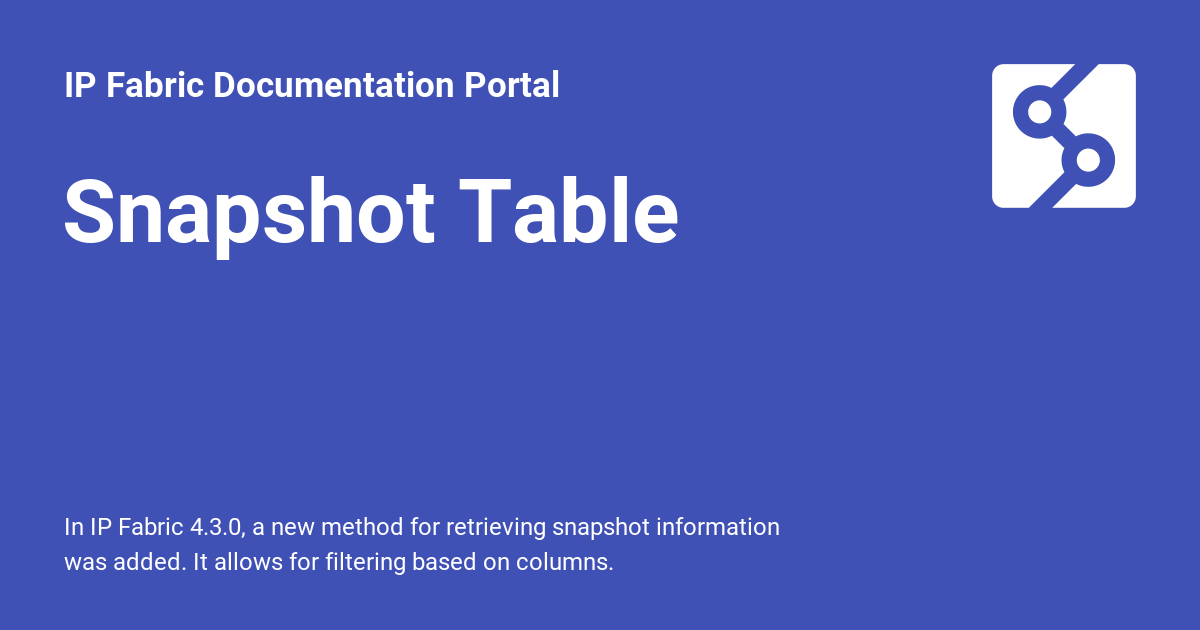 IP Fabric Documentation Portal
Snapshot Table
In IP Fabric 4.3.0, a new method for retrieving snapshot information
was added. It allows for filtering based on columns.